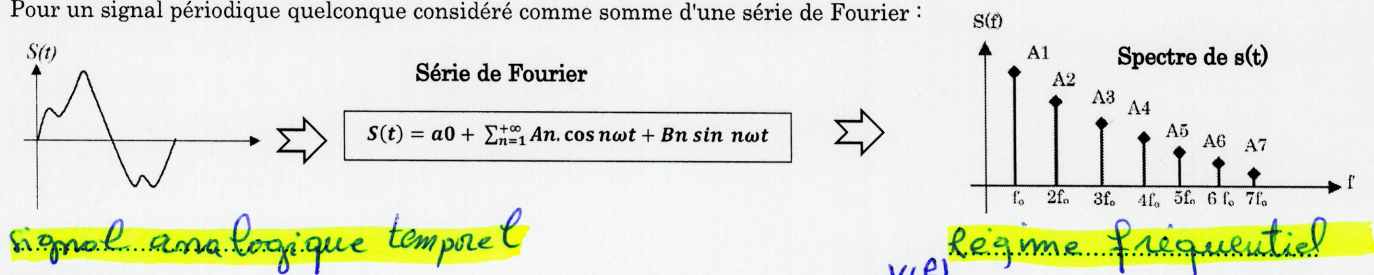 Pour un signal périodique quelconque considéré comme somme d'une série de Fourier :
S(t)
Série de Fourier
S(t) = a0 + ∑_{n=1}^{+∞} An. cos nωt + Bn sin nωt
S(f)
Spectre de s(t)
A1
A2
A3
A4
A5
A6
A7
f
f₀ 2f₀ 3f₀ 4f₀ 5f₀ 6 f₀ 7f₀
signal analogique temporel
Régime fréquentiel